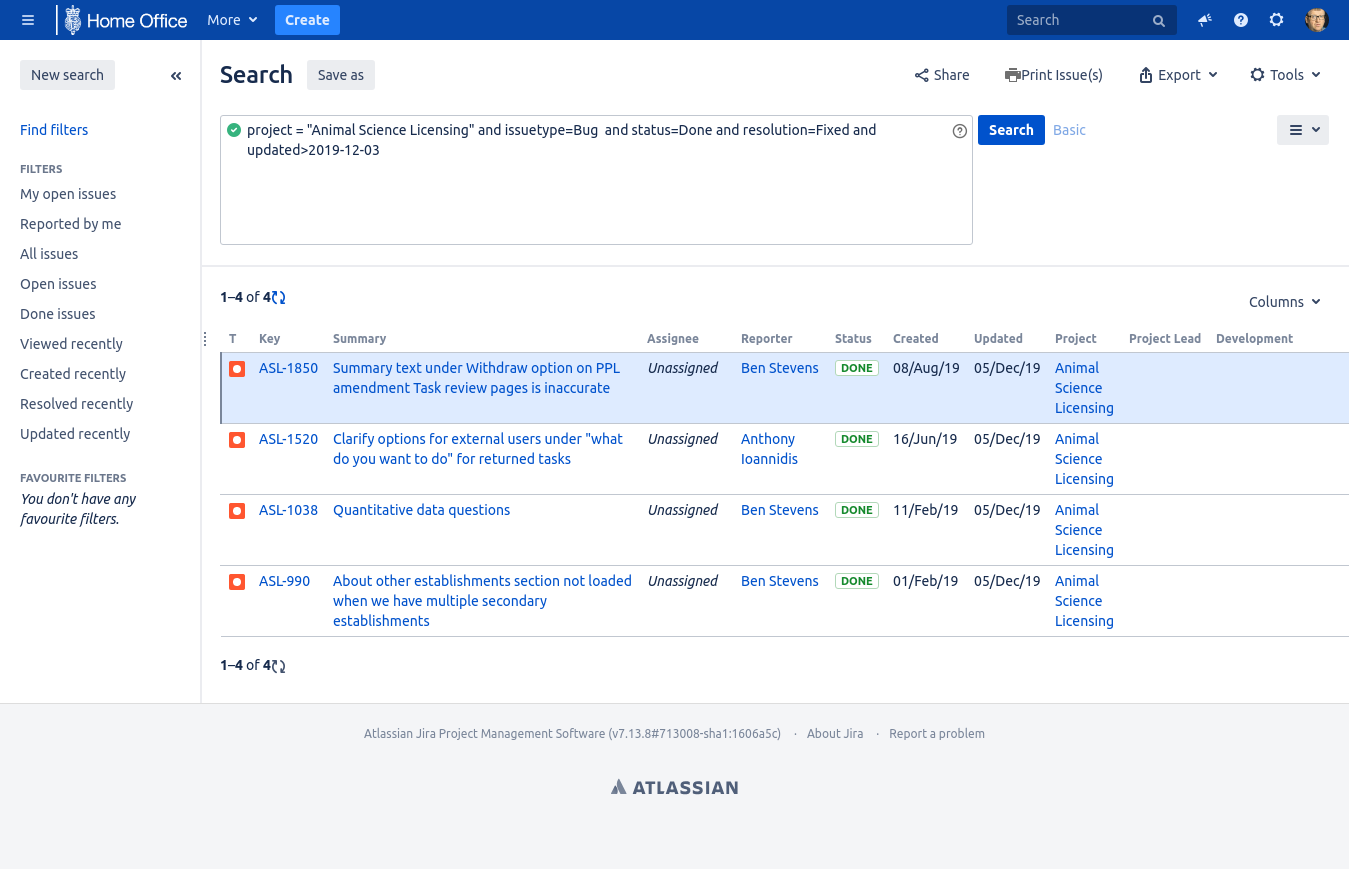 Home Office More Create Search
New search
Search Save as Share Print Issue(s) Export Tools
Find filters
FILTERS
My open issues
Reported by me
All issues
Open issues
Done issues
Viewed recently
Created recently
Resolved recently
Updated recently
FAVOURITE FILTERS
You don't have any
favourite filters.
project = "Animal Science Licensing" and issuetype=Bug  and status=Done and resolution=Fixed and
updated>2019-12-03
Search Basic
1–4 of 4
Columns
T Key Summary Assignee Reporter Status Created Updated Project Project Lead Development
ASL-1850 Summary text under Withdraw option on PPL Unassigned Ben Stevens DONE 08/Aug/19 05/Dec/19 Animal
amendment Task review pages is inaccurate Science
Licensing
ASL-1520 Clarify options for external users under "what Unassigned Anthony DONE 16/Jun/19 05/Dec/19 Animal
do you want to do" for returned tasks Ioannidis Science
Licensing
ASL-1038 Quantitative data questions Unassigned Ben Stevens DONE 11/Feb/19 05/Dec/19 Animal
Science
Licensing
ASL-990 About other establishments section not loaded Unassigned Ben Stevens DONE 01/Feb/19 05/Dec/19 Animal
when we have multiple secondary Science
establishments Licensing
1–4 of 4
Atlassian Jira Project Management Software (v7.13.8#713008-sha1:1606a5c) · About Jira · Report a problem
ATLASSIAN